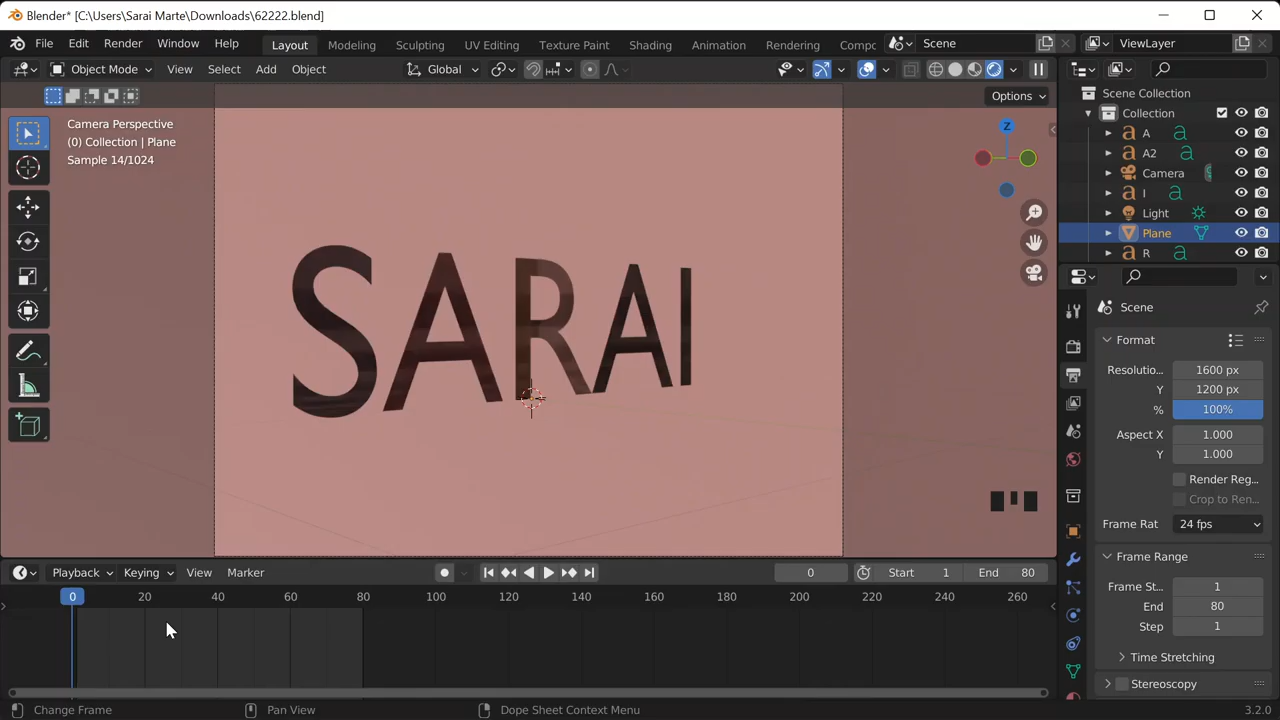 Blender* [C:\Users\Sarai Marte\Downloads\62222.blend]
File Edit Render Window Help Layout Modeling Sculpting UV Editing Texture Paint Shading Animation Rendering Compc Scene ViewLayer
Object Mode View Select Add Object Global
Options
Camera Perspective
(0) Collection | Plane
Sample 14/1024
Z
SARAI
Scene Collection
Collection
A
A2
Camera
I
Light
Plane
R
Scene
Format
Resolutio... 1600 px
Y 1200 px
% 100%
Aspect X 1.000
Y 1.000
Render Reg...
Crop to Ren...
Frame Rat 24 fps
Frame Range
Frame St... 1
End 80
Step 1
Time Stretching
Stereoscopy
Playback Keying View Marker 0 Start 1 End 80
0 20 40 60 80 100 120 140 160 180 200 220 240 260
Change Frame Pan View Dope Sheet Context Menu 3.2.0